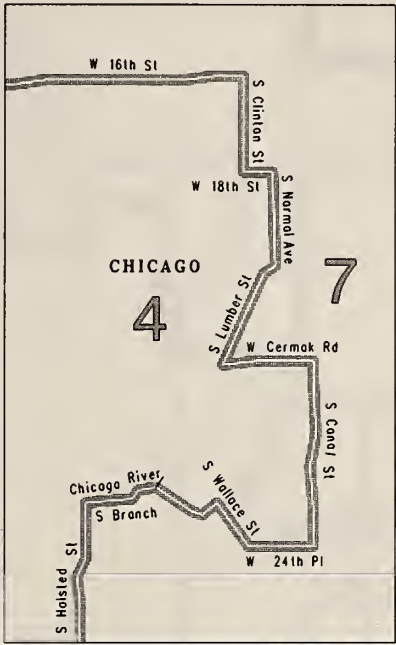 W 16th St
S Clinton St
W 18th St
S Normal Ave
CHICAGO
4
7
S Lumber St
W Cermak Rd
S Canal St
Chicago River
S Branch
S Wallace St
W 24th Pl
S Halsted St